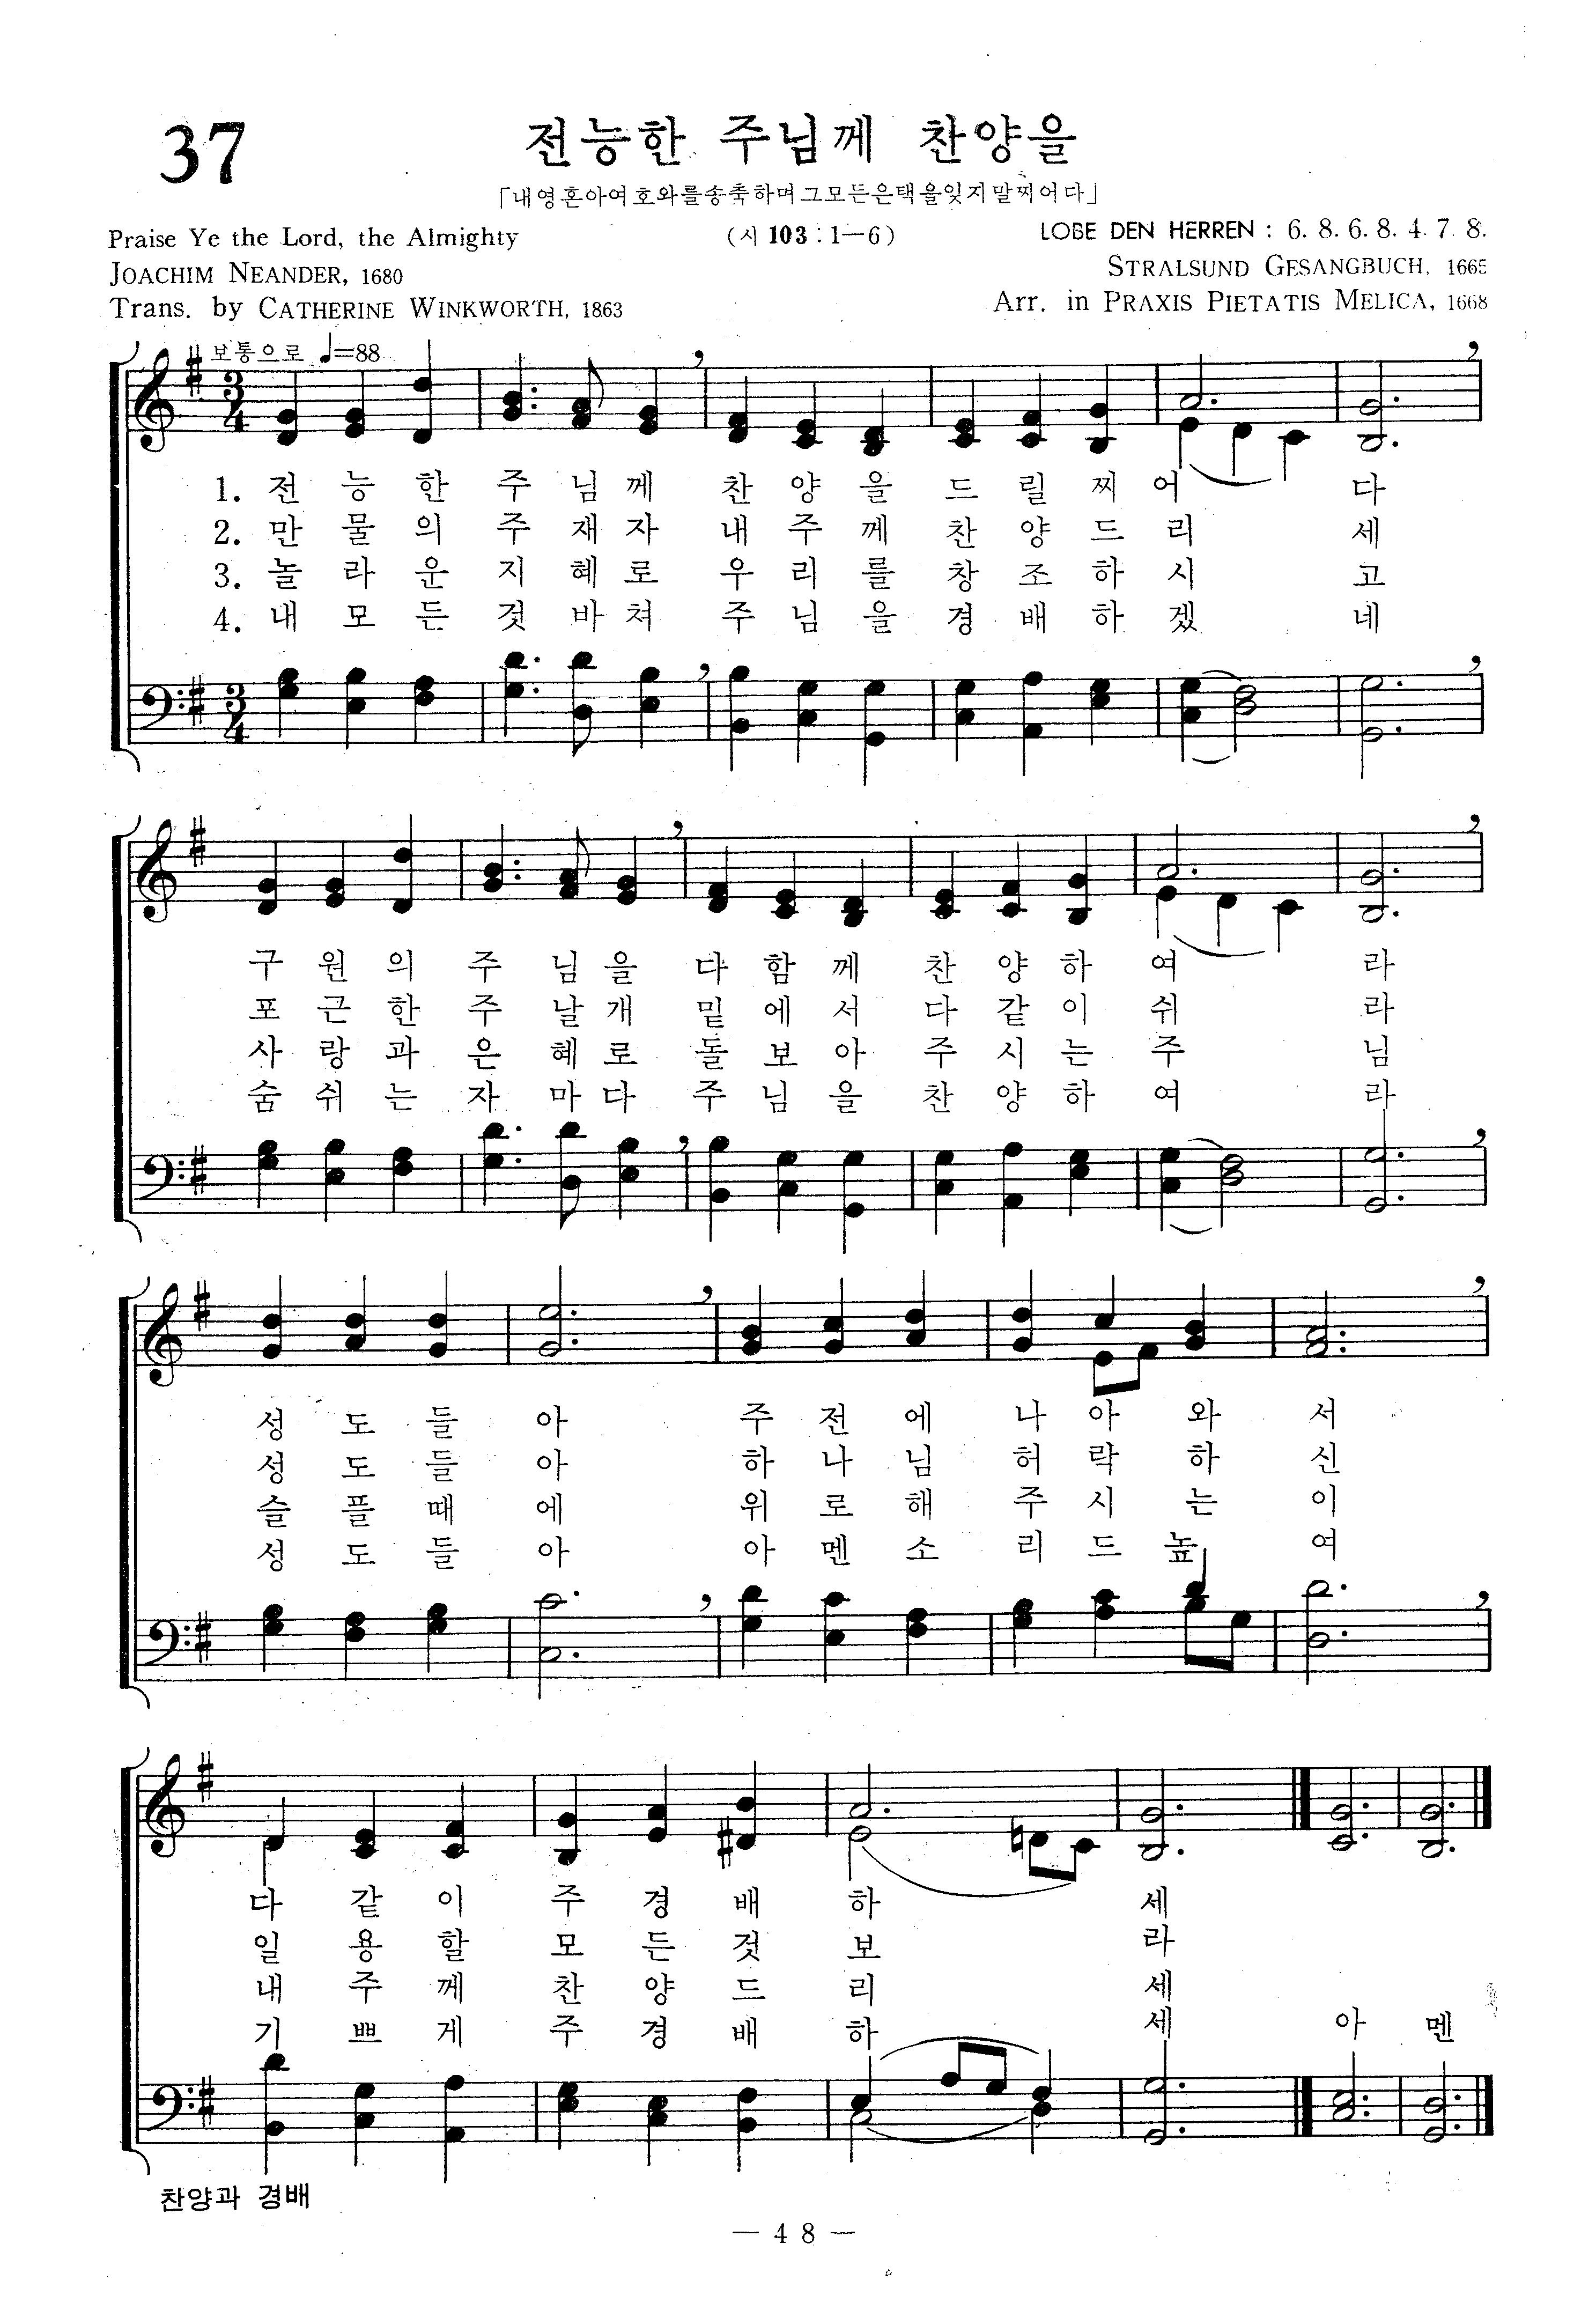 37
전능한 주님께 찬양을
「내영혼아여호와를송축하며그모든은택을잊지말찌어다」
Praise Ye the Lord, the Almighty
(시 103 : 1—6)
LOBE DEN HERREN : 6. 8. 6. 8. 4. 7. 8.
JOACHIM NEANDER, 1680
STRALSUND GESANGBUCH, 1665
Trans. by CATHERINE WINKWORTH, 1863
Arr. in PRAXIS PIETATIS MELICA, 1668
보통으로 ♩=88
1. 전 능 한 주 님 께 찬 양 을 드 릴 찌 어 다
2. 만 물 의 주 재 자 내 주 께 찬 양 드 리 세
3. 놀 라 운 지 혜 로 우 리 를 창 조 하 시 고
4. 내 모 든 것 바 쳐 주 님 을 경 배 하 겠 네
구 원 의 주 님 을 다 함 께 찬 양 하 여 라
포 근 한 주 날 개 밑 에 서 다 같 이 쉬 라
사 랑 과 은 혜 로 돌 보 아 주 시 는 주 님
숨 쉬 는 자 마 다 주 님 을 찬 양 하 여 라
성 도 들 아 주 전 에 나 아 와 서
성 도 들 아 하 나 님 허 락 하 신
슬 플 때 에 위 로 해 주 시 는 이
성 도 들 아 아 멘 소 리 드 높 여
다 같 이 주 경 배 하 세
일 용 할 모 든 것 보 라
내 주 께 찬 양 드 리 세
기 쁘 게 주 경 배 하 세 아 멘
찬양과 경배
— 4 8 —